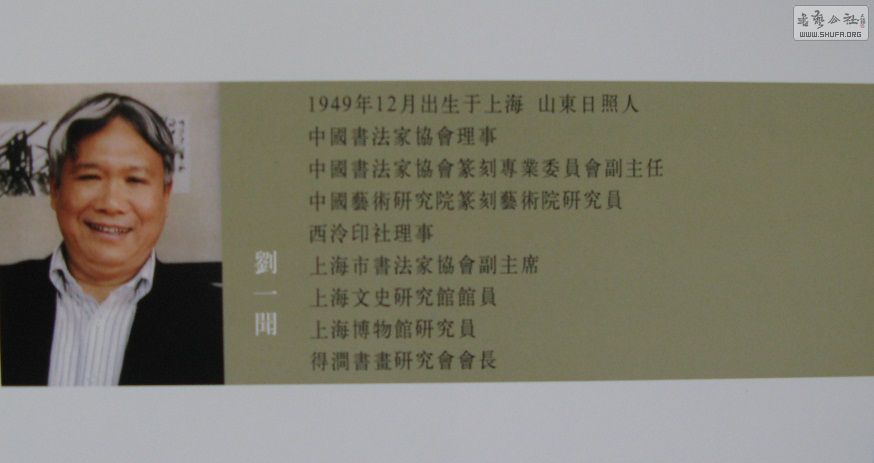 1949年12月出生于上海 山東日照人
中國書法家協會理事
中國書法家協會篆刻專業委員會副主任
中國藝術研究院篆刻藝術院研究員
西泠印社理事
上海市書法家協會副主席
上海文史研究館館員
上海博物館研究員
得澗書畫研究會會長
劉一聞
WWW.SHUFA.ORG